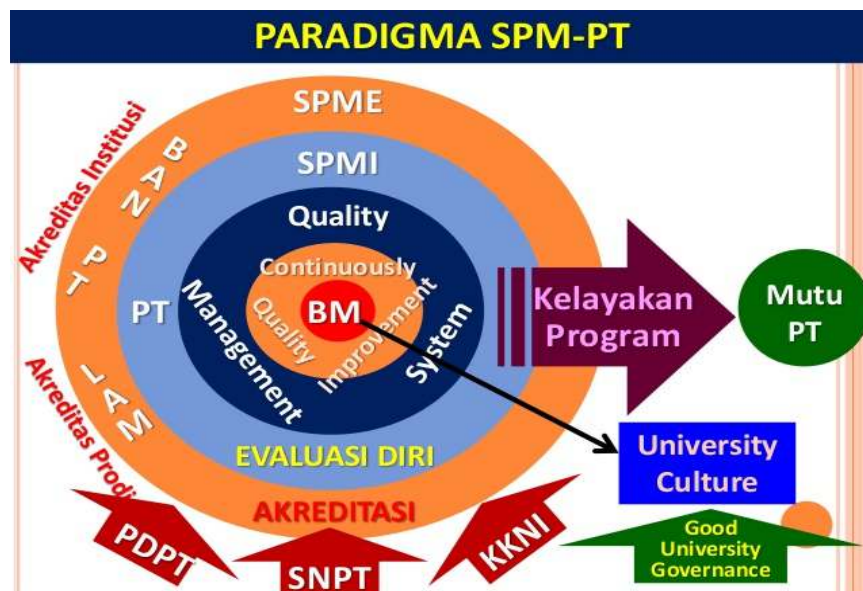 PARADIGMA SPM-PT
SPME
Akreditas Institusi
BAN PT
SPMI
Quality
Continuously
Quality
Improvement
BM
PT
Management
System
Kelayakan
Program
Mutu
PT
LAM
Akreditas Prodi
EVALUASI DIRI
University
Culture
AKREDITASI
PDPT
SNPT
KKNI
Good
University
Governance